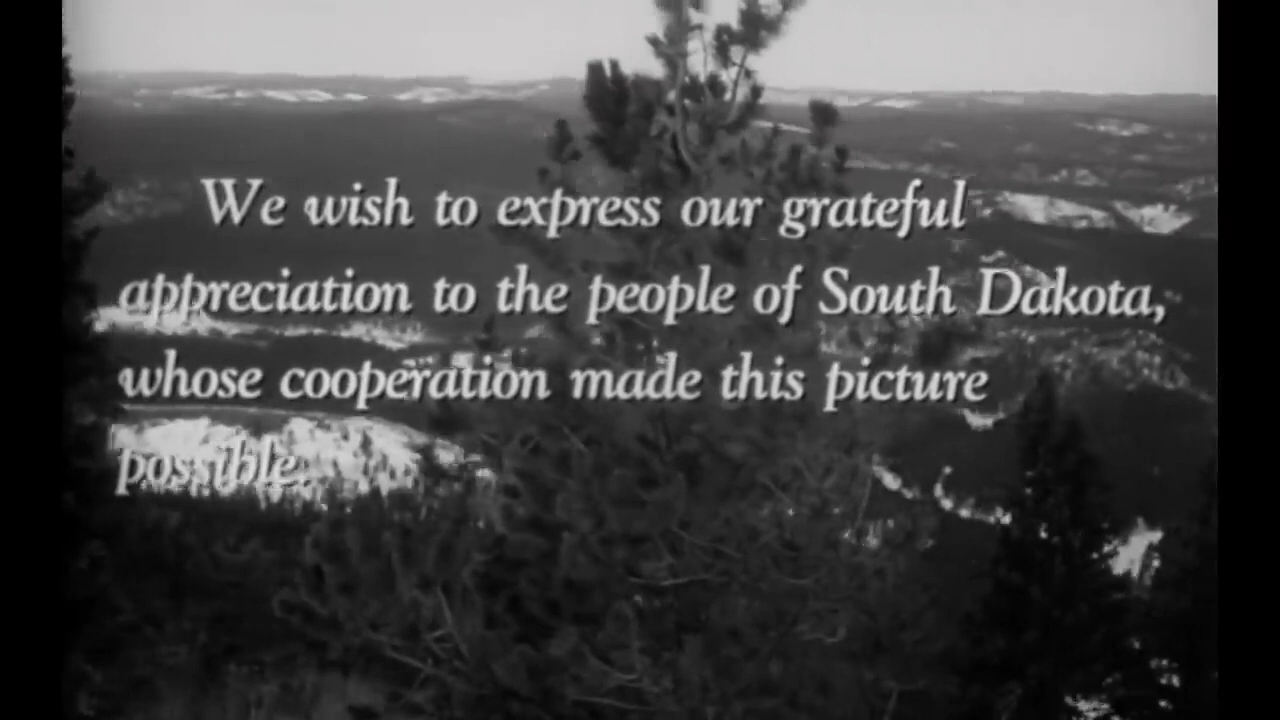 We wish to express our grateful
appreciation to the people of South Dakota,
whose cooperation made this picture
possible.